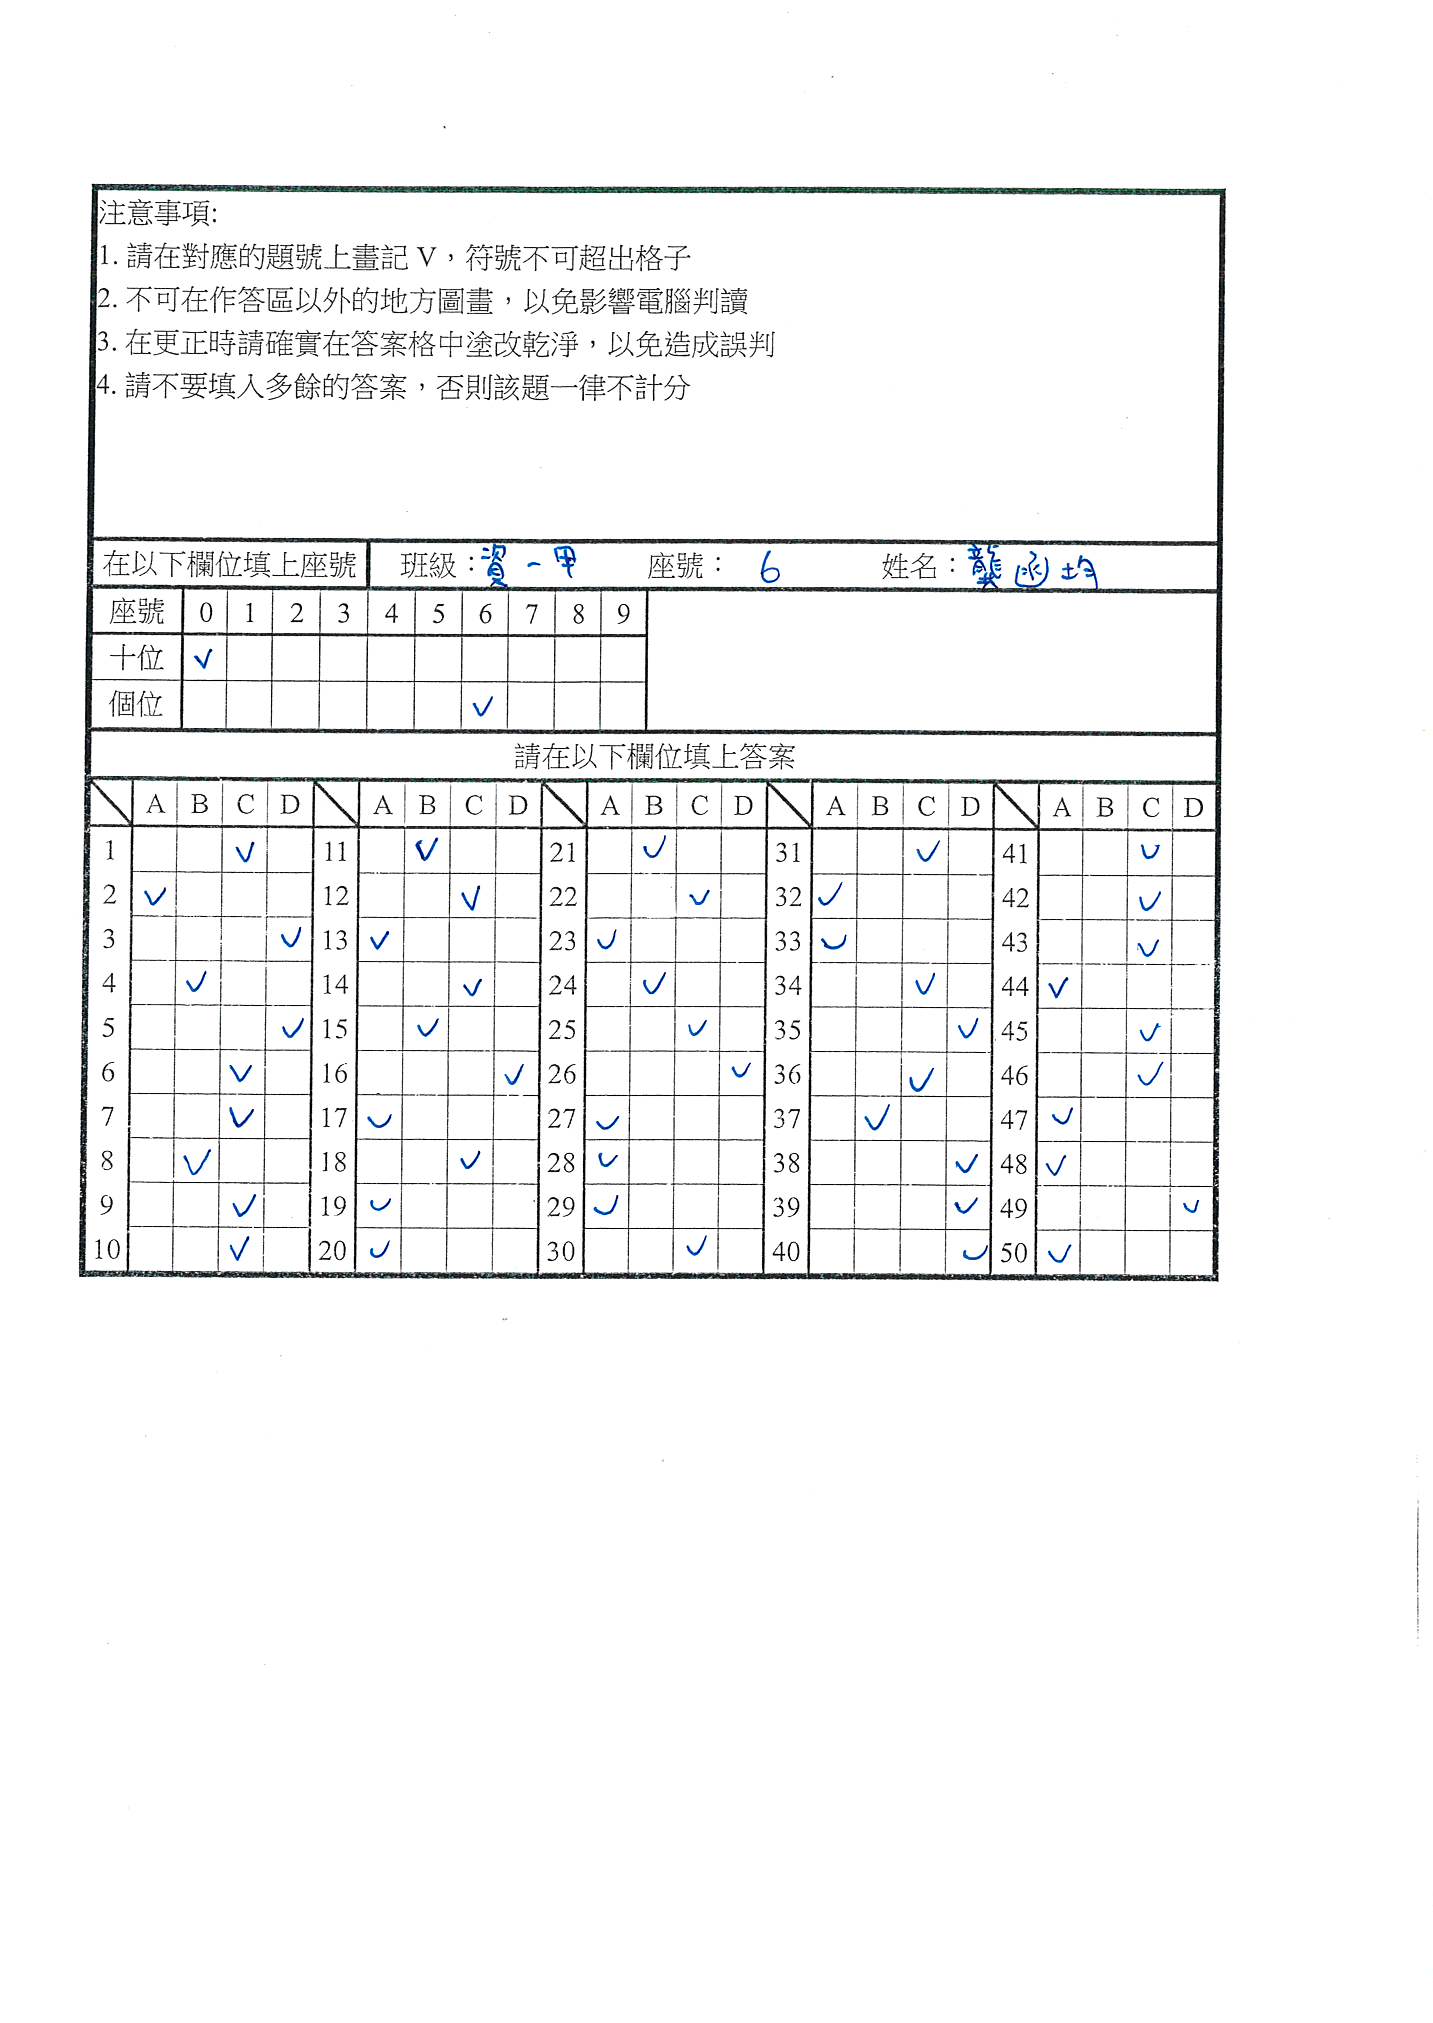 注意事項:
1. 請在對應的題號上畫記 V，符號不可超出格子
2. 不可在作答區以外的地方圖畫，以免影響電腦判讀
3. 在更正時請確實在答案格中塗改乾淨，以免造成誤判
4. 請不要填入多餘的答案，否則該題一律不計分
在以下欄位填上座號 班級：資一甲 座號： 6 姓名：龔函均
座號 0 1 2 3 4 5 6 7 8 9
十位 ✓
個位 ✓
請在以下欄位填上答案
A B C D A B C D A B C D A B C D A B C D
1 ✓ 11 ✓ 21 ✓ 31 ✓ 41 ✓
2 ✓ 12 ✓ 22 ✓ 32 ✓ 42 ✓
3 ✓ 13 ✓ 23 ✓ 33 ✓ 43 ✓
4 ✓ 14 ✓ 24 ✓ 34 ✓ 44 ✓
5 ✓ 15 ✓ 25 ✓ 35 ✓ 45 ✓
6 ✓ 16 ✓ 26 ✓ 36 ✓ 46 ✓
7 ✓ 17 ✓ 27 ✓ 37 ✓ 47 ✓
8 ✓ 18 ✓ 28 ✓ 38 ✓ 48 ✓
9 ✓ 19 ✓ 29 ✓ 39 ✓ 49 ✓
10 ✓ 20 ✓ 30 ✓ 40 ✓ 50 ✓